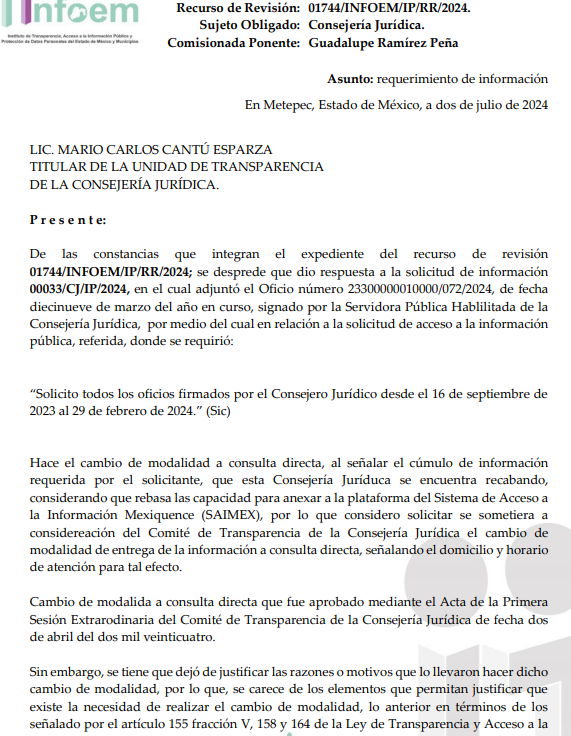 infoem
Instituto de Transparencia, Acceso a la Información Pública y
Protección de Datos Personales del Estado de México y Municipios
Recurso de Revisión: 01744/INFOEM/IP/RR/2024.
Sujeto Obligado: Consejería Jurídica.
Comisionada Ponente: Guadalupe Ramírez Peña
Asunto: requerimiento de información
En Metepec, Estado de México, a dos de julio de 2024
LIC. MARIO CARLOS CANTÚ ESPARZA
TITULAR DE LA UNIDAD DE TRANSPARENCIA
DE LA CONSEJERÍA JURÍDICA.
P r e s e n t e:
De las constancias que integran el expediente del recurso de revisión
01744/INFOEM/IP/RR/2024; se desprede que dio respuesta a la solicitud de información
00033/CJ/IP/2024, en el cual adjuntó el Oficio número 23300000010000/072/2024, de fecha
diecinueve de marzo del año en curso, signado por la Servidora Pública Hablilitada de la
Consejería Jurídica, por medio del cual en relación a la solicitud de acceso a la información
pública, referida, donde se requirió:
“Solicito todos los oficios firmados por el Consejero Jurídico desde el 16 de septiembre de
2023 al 29 de febrero de 2024.” (Sic)
Hace el cambio de modalidad a consulta directa, al señalar el cúmulo de información
requerida por el solicitante, que esta Consejería Juríduca se encuentra recabando,
considerando que rebasa las capacidad para anexar a la plataforma del Sistema de Acceso a
la Información Mexiquence (SAIMEX), por lo que considero solicitar se sometiera a
considereación del Comité de Transparencia de la Consejería Jurídica el cambio de
modalidad de entrega de la información a consulta directa, señalando el domicilio y horario
de atención para tal efecto.
Cambio de modalida a consulta directa que fue aprobado mediante el Acta de la Primera
Sesión Extrarodinaria del Comité de Transparencia de la Consejería Jurídica de fecha dos
de abril del dos mil veinticuatro.
Sin embargo, se tiene que dejó de justificar las razones o motivos que lo llevaron hacer dicho
cambio de modalidad, por lo que, se carece de los elementos que permitan justificar que
existe la necesidad de realizar el cambio de modalidad, lo anterior en términos de los
señalado por el artículo 155 fracción V, 158 y 164 de la Ley de Transparencia y Acceso a la